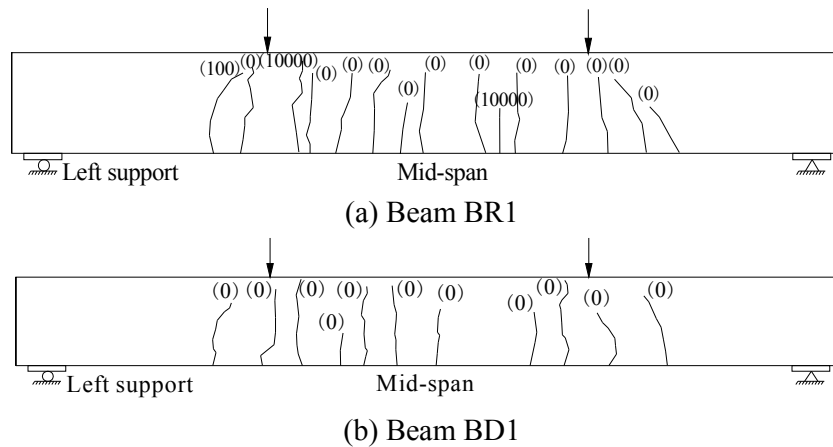 (100) (0) (10000) (0) (0) (0) (0) (0) (0) (10000) (0) (0) (0) (0) (0)
Left support Mid-span
(a) Beam BR1
(0) (0) (0) (0) (0) (0) (0) (0) (0) (0) (0)
Left support Mid-span
(b) Beam BD1